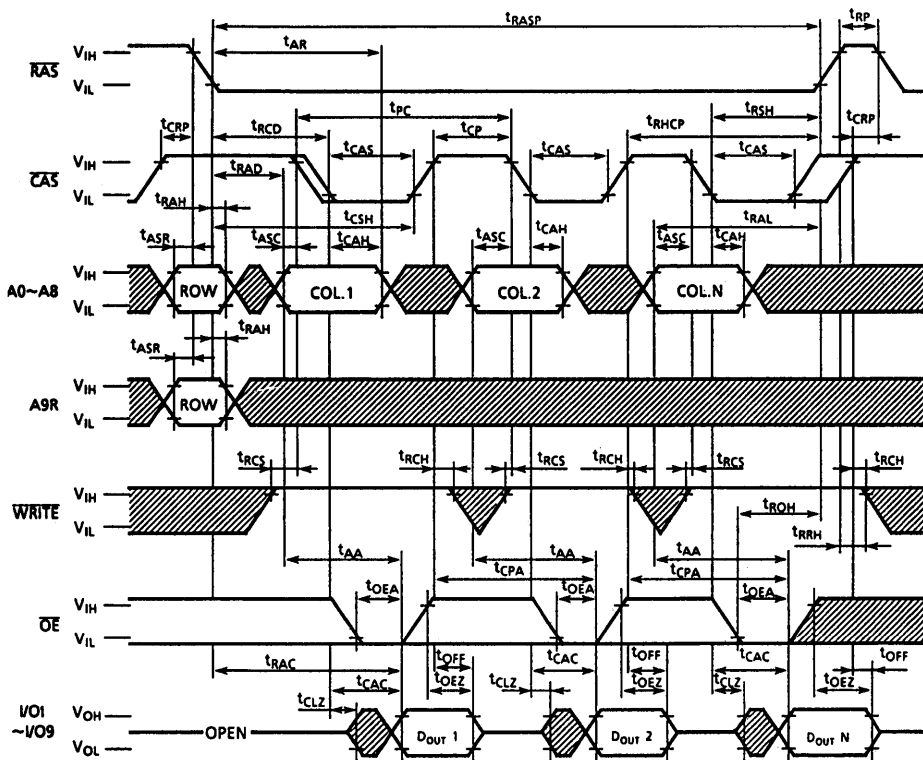 tRASP tRP
tAR
RAS VIH
VIL
tPC tRSH
tCRP tRCD tCP tRHCP tCRP
CAS VIH tCAS tCAS tCAS
VIL tRAD
tRAH tCSH tRAL
tASR tASC tCAH tASC tCAH tASC tCAH
A0~A8 VIH ROW COL.1 COL.2 COL.N
VIL
tASR tRAH
A9R VIH ROW
VIL
tRCS tRCH tRCS tRCH tRCS tRCH
WRITE VIH
VIL tROH
tRRH
tAA tAA tAA
tCPA tCPA
tOEA tOEA tOEA
OE VIH
VIL
tRAC tOFF tCAC tOFF tCAC tOFF
tCAC tCLZ tOEZ tCLZ tOEZ tCLZ tOEZ
I/O1 ~I/O9 VOH OPEN DOUT 1 DOUT 2 DOUT N
VOL